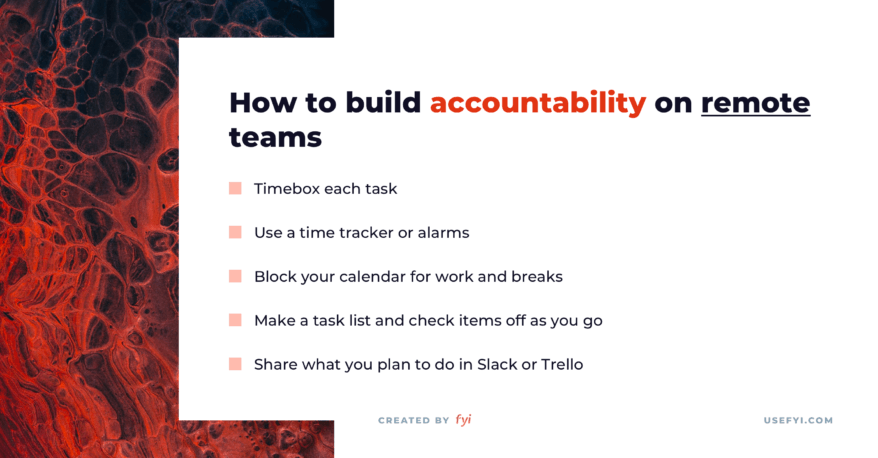 How to build accountability on remote
teams
Timebox each task
Use a time tracker or alarms
Block your calendar for work and breaks
Make a task list and check items off as you go
Share what you plan to do in Slack or Trello
CREATED BY fyi
USEFYI.COM